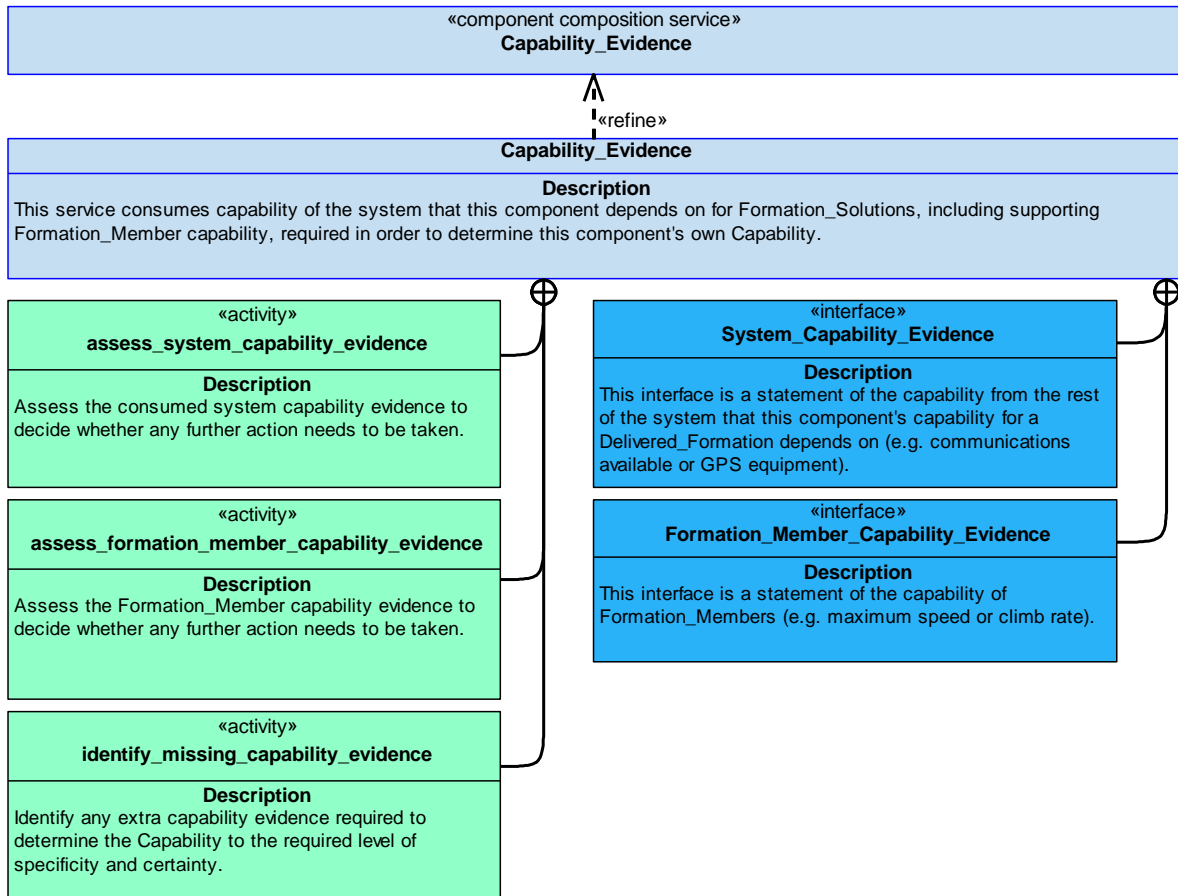 «component composition service»
Capability_Evidence
«refine»
Capability_Evidence
Description
This service consumes capability of the system that this component depends on for Formation_Solutions, including supporting
Formation_Member capability, required in order to determine this component's own Capability.
«activity»
assess_system_capability_evidence
Description
Assess the consumed system capability evidence to
decide whether any further action needs to be taken.
«activity»
assess_formation_member_capability_evidence
Description
Assess the Formation_Member capability evidence to
decide whether any further action needs to be taken.
«activity»
identify_missing_capability_evidence
Description
Identify any extra capability evidence required to
determine the Capability to the required level of
specificity and certainty.
«interface»
System_Capability_Evidence
Description
This interface is a statement of the capability from the rest
of the system that this component's capability for a
Delivered_Formation depends on (e.g. communications
available or GPS equipment).
«interface»
Formation_Member_Capability_Evidence
Description
This interface is a statement of the capability of
Formation_Members (e.g. maximum speed or climb rate).